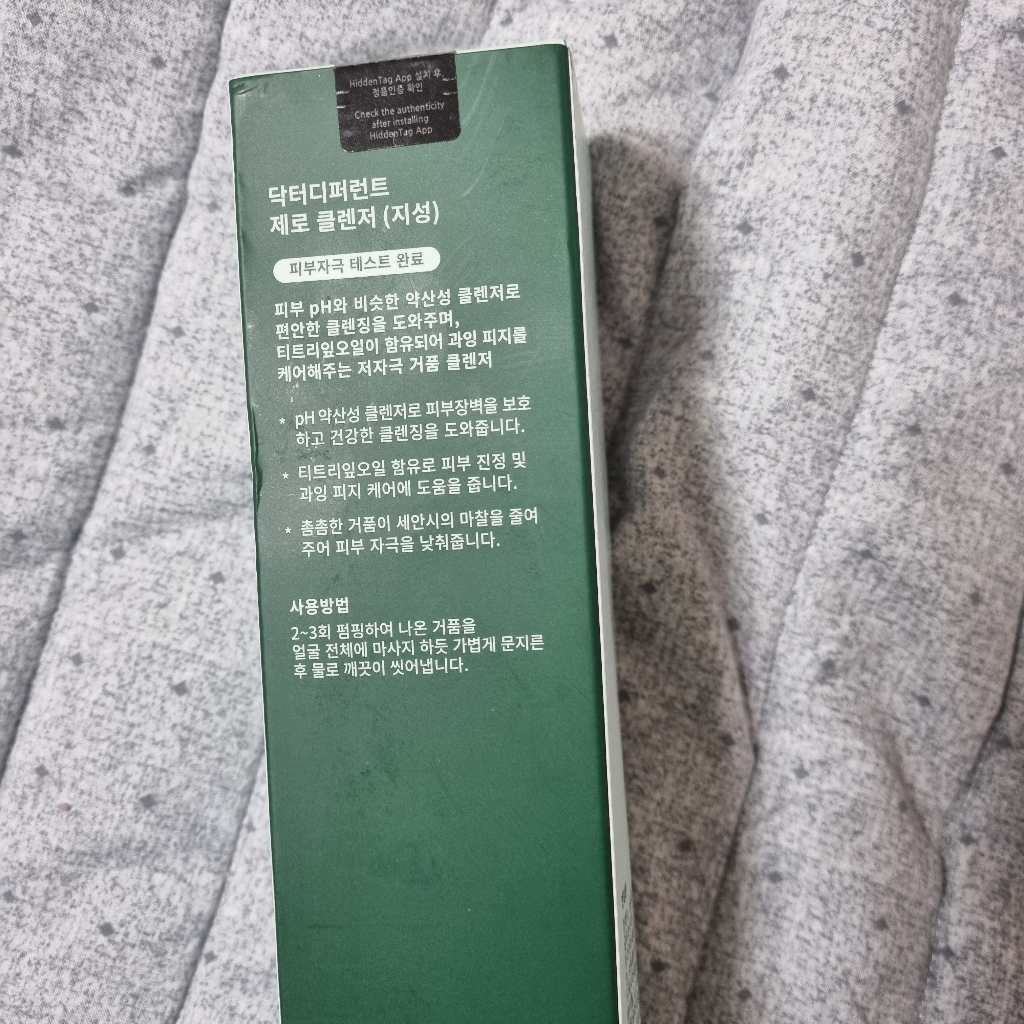 HiddenTag App 설치 후
정품인증 확인
Check the authenticity
after installing
HiddenTag App
닥터디퍼런트
제로 클렌저 (지성)
피부자극 테스트 완료
피부 pH와 비슷한 약산성 클렌저로
편안한 클렌징을 도와주며,
티트리잎오일이 함유되어 과잉 피지를
케어해주는 저자극 거품 클렌저
* pH 약산성 클렌저로 피부장벽을 보호
하고 건강한 클렌징을 도와줍니다.
* 티트리잎오일 함유로 피부 진정 및
과잉 피지 케어에 도움을 줍니다.
* 촘촘한 거품이 세안시의 마찰을 줄여
주어 피부 자극을 낮춰줍니다.
사용방법
2~3회 펌핑하여 나온 거품을
얼굴 전체에 마사지 하듯 가볍게 문지른
후 물로 깨끗이 씻어냅니다.